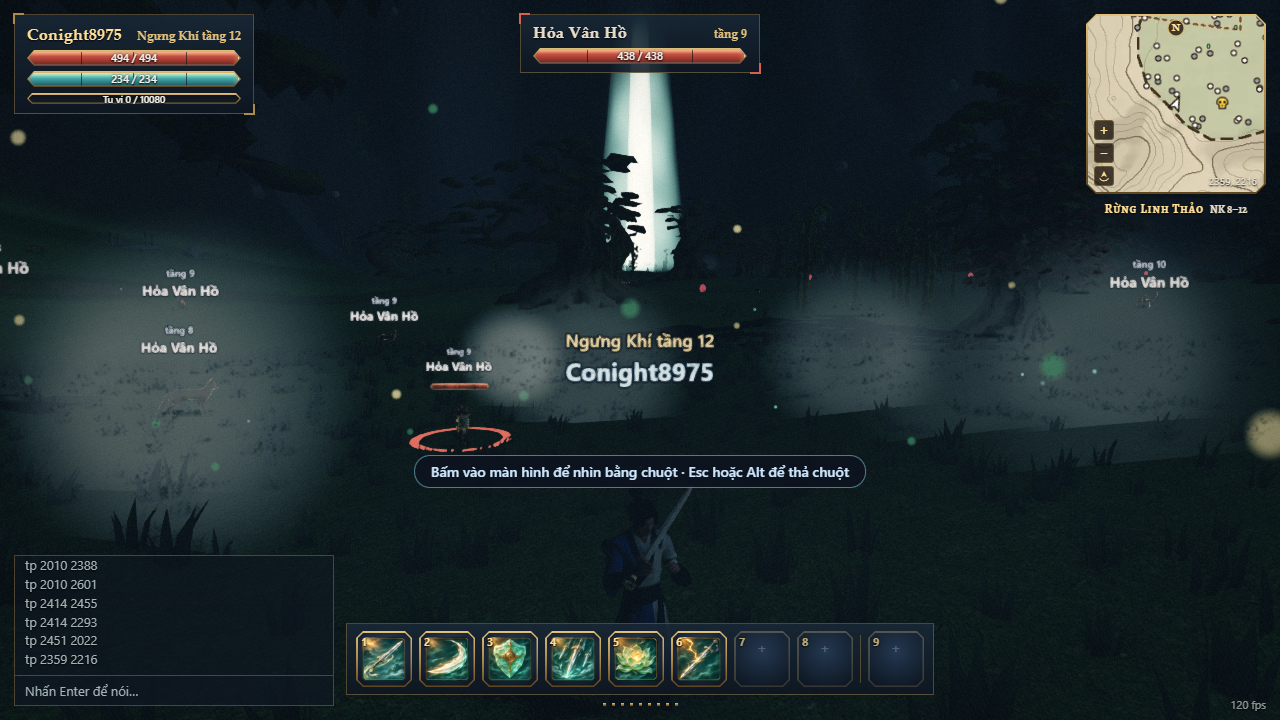 Conight8975 Ngưng Khí tầng 12
494 / 494
234 / 234
Tu vi 0 / 10080
Hỏa Vân Hồ tầng 9
438 / 438
N
+
−
2359, 2216
Rừng Linh Thảo NK 8–12
Hồ
tầng 9
Hỏa Vân Hồ
tầng 8
Hỏa Vân Hồ
tầng 9
Hỏa Vân Hồ
tầng 9
Hỏa Vân Hồ
tầng 10
Hỏa Vân Hồ
Ngưng Khí tầng 12
Conight8975
Bấm vào màn hình để nhìn bằng chuột · Esc hoặc Alt để thả chuột
tp 2010 2388
tp 2010 2601
tp 2414 2455
tp 2414 2293
tp 2451 2022
tp 2359 2216
Nhấn Enter để nói...
1 2 3 4 5 6 7 8 9
+ + +
120 fps